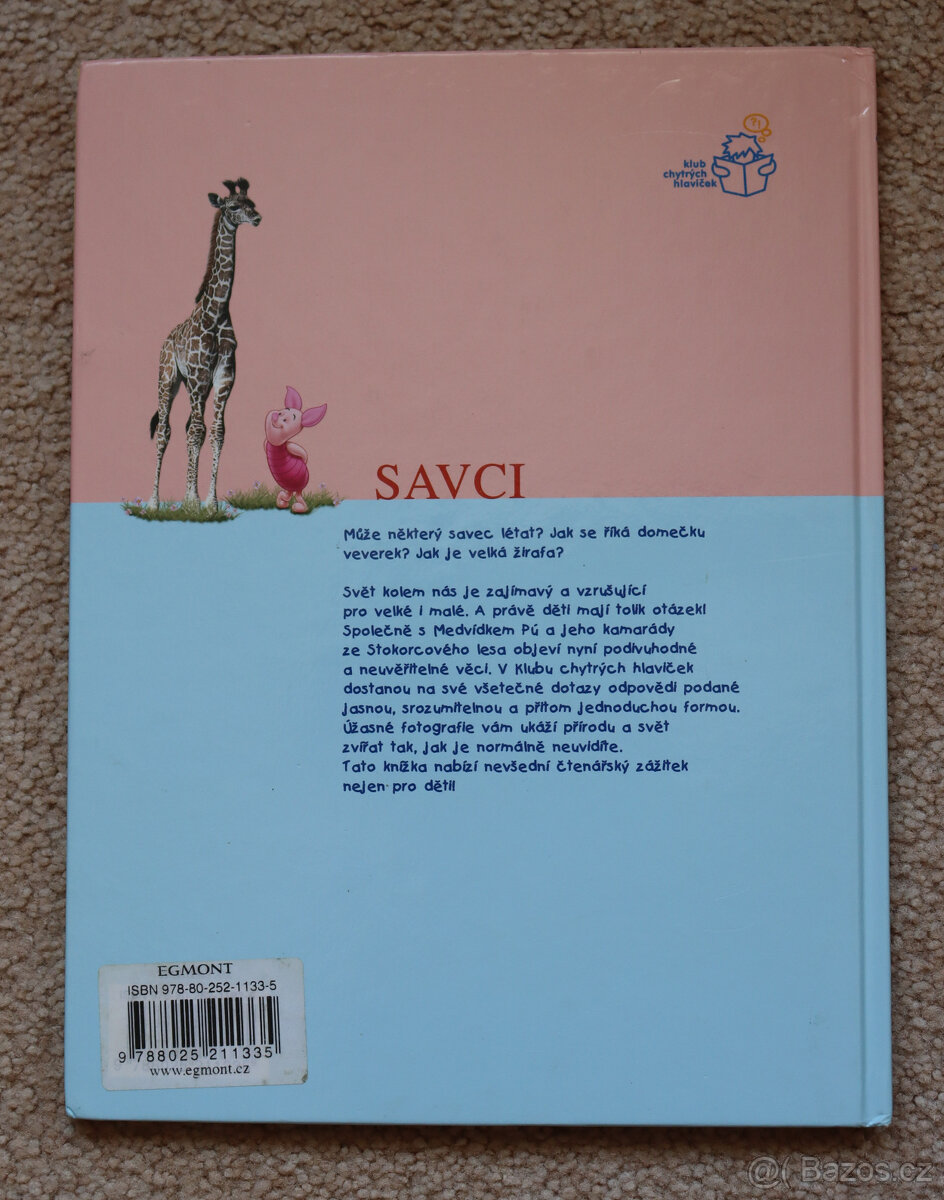 ?!
klub
chytrých
hlaviček
SAVCI
Může některý savec létat? Jak se říká domečku
veverek? Jak je velká žirafa?
Svět kolem nás je zajímavý a vzrušující
pro velké i malé. A právě děti mají tolik otázek!
Společně s Medvídkem Pú a jeho kamarády
ze Stokorcového lesa objeví nyní podivuhodné
a neuvěřitelné věci. V Klubu chytrých hlaviček
dostanou na své všetečné dotazy odpovědi podané
jasnou, srozumitelnou a přitom jednoduchou formou.
Úžasné fotografie vám ukáží přírodu a svět
zvířat tak, jak je normálně neuvidíte.
Tato knížka nabízí nevšední čtenářský zážitek
nejen pro děti!
EGMONT
ISBN 978-80-252-1133-5
9 788025 211335
www.egmont.cz
@( Bazos.cz